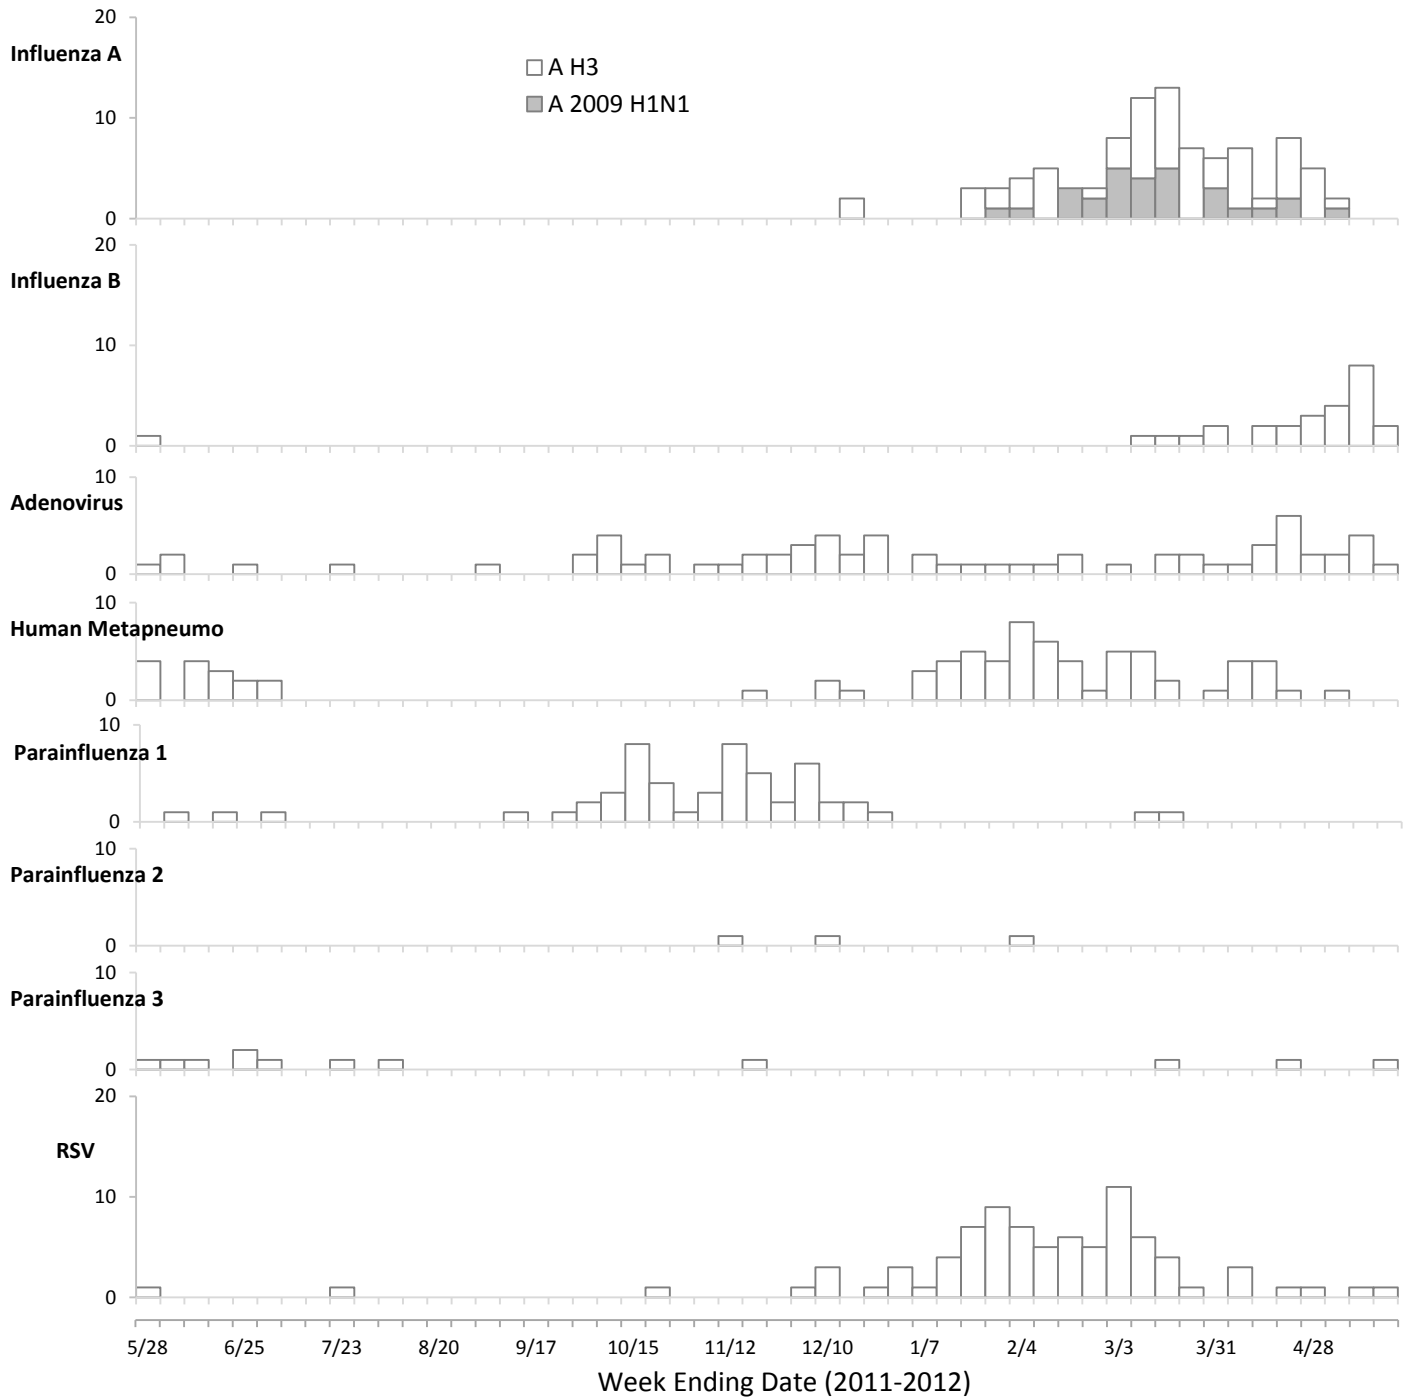 20
Influenza A
A H3
A 2009 H1N1
10
0
20
Influenza B
10
0
10
Adenovirus
0
10
Human Metapneumo
0
10
Parainfluenza 1
0
10
Parainfluenza 2
0
10
Parainfluenza 3
0
20
RSV
10
0
5/28 6/25 7/23 8/20 9/17 10/15 11/12 12/10 1/7 2/4 3/3 3/31 4/28
Week Ending Date (2011-2012)